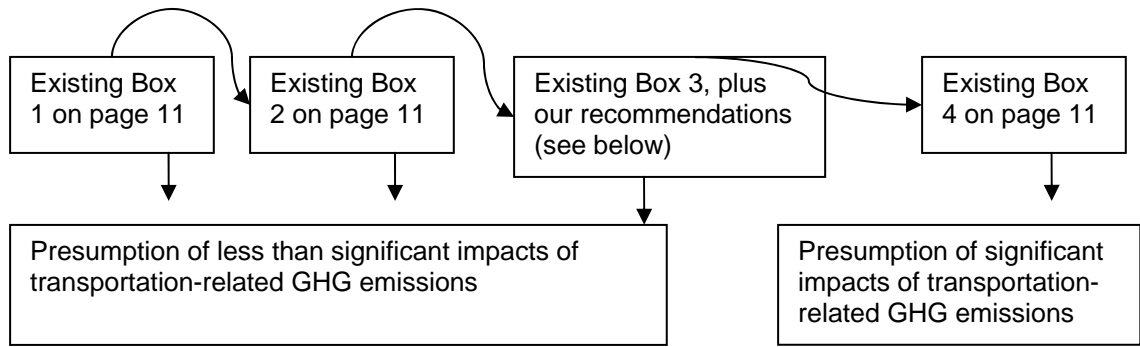 Existing Box
1 on page 11
Existing Box
2 on page 11
Existing Box 3, plus
our recommendations
(see below)
Existing Box
4 on page 11
Presumption of less than significant impacts of
transportation-related GHG emissions
Presumption of significant
impacts of transportation-
related GHG emissions